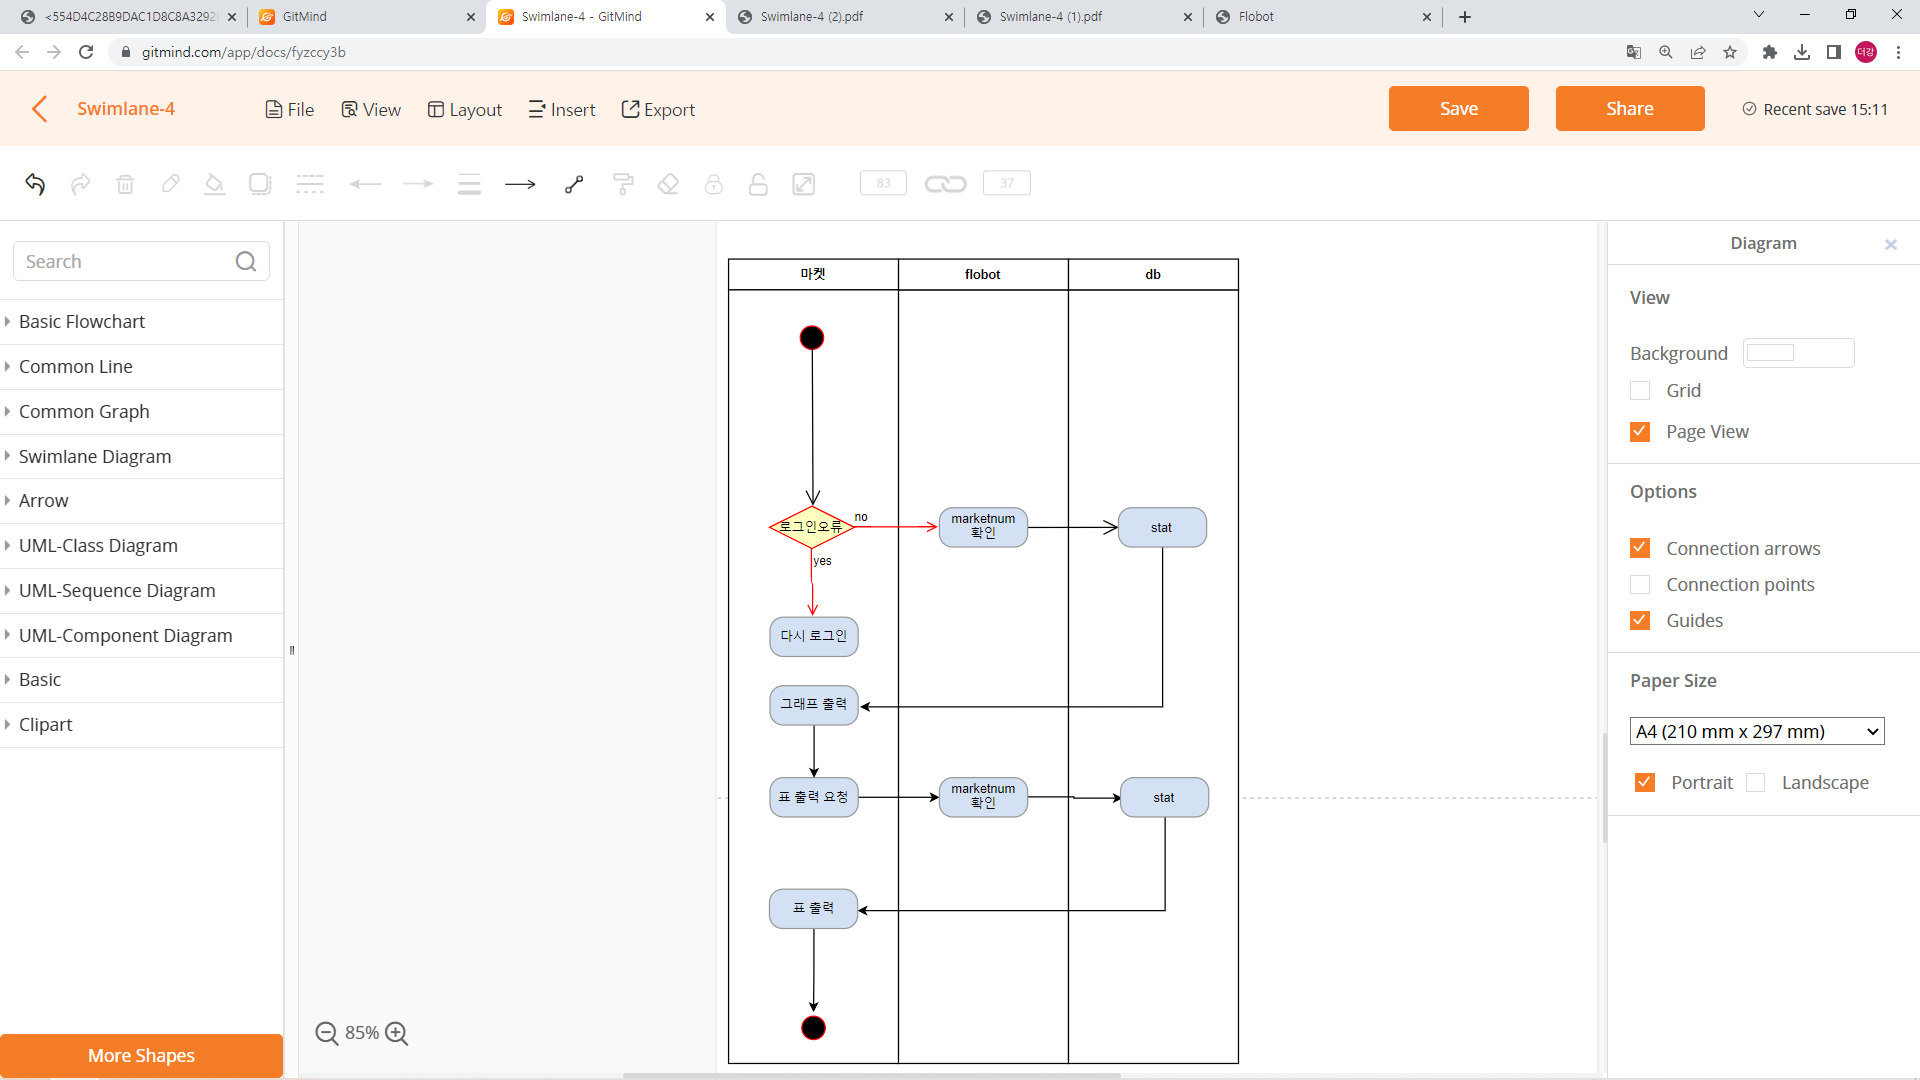 <554D4C28B9DAC1D8C8A3292
GitMind
Swimlane-4 - GitMind
Swimlane-4 (2).pdf
Swimlane-4 (1).pdf
Flobot
gitmind.com/app/docs/fyzccy3b
더강
Swimlane-4
File
View
Layout
Insert
Export
Save
Share
Recent save 15:11
83
37
Search
Basic Flowchart
Common Line
Common Graph
Swimlane Diagram
Arrow
UML-Class Diagram
UML-Sequence Diagram
UML-Component Diagram
Basic
Clipart
More Shapes
85%
마켓
flobot
db
로그인오류
no
yes
marketnum
확인
stat
다시 로그인
그래프 출력
표 출력 요청
marketnum
확인
stat
표 출력
Diagram
View
Background
Grid
Page View
Options
Connection arrows
Connection points
Guides
Paper Size
A4 (210 mm x 297 mm)
Portrait
Landscape